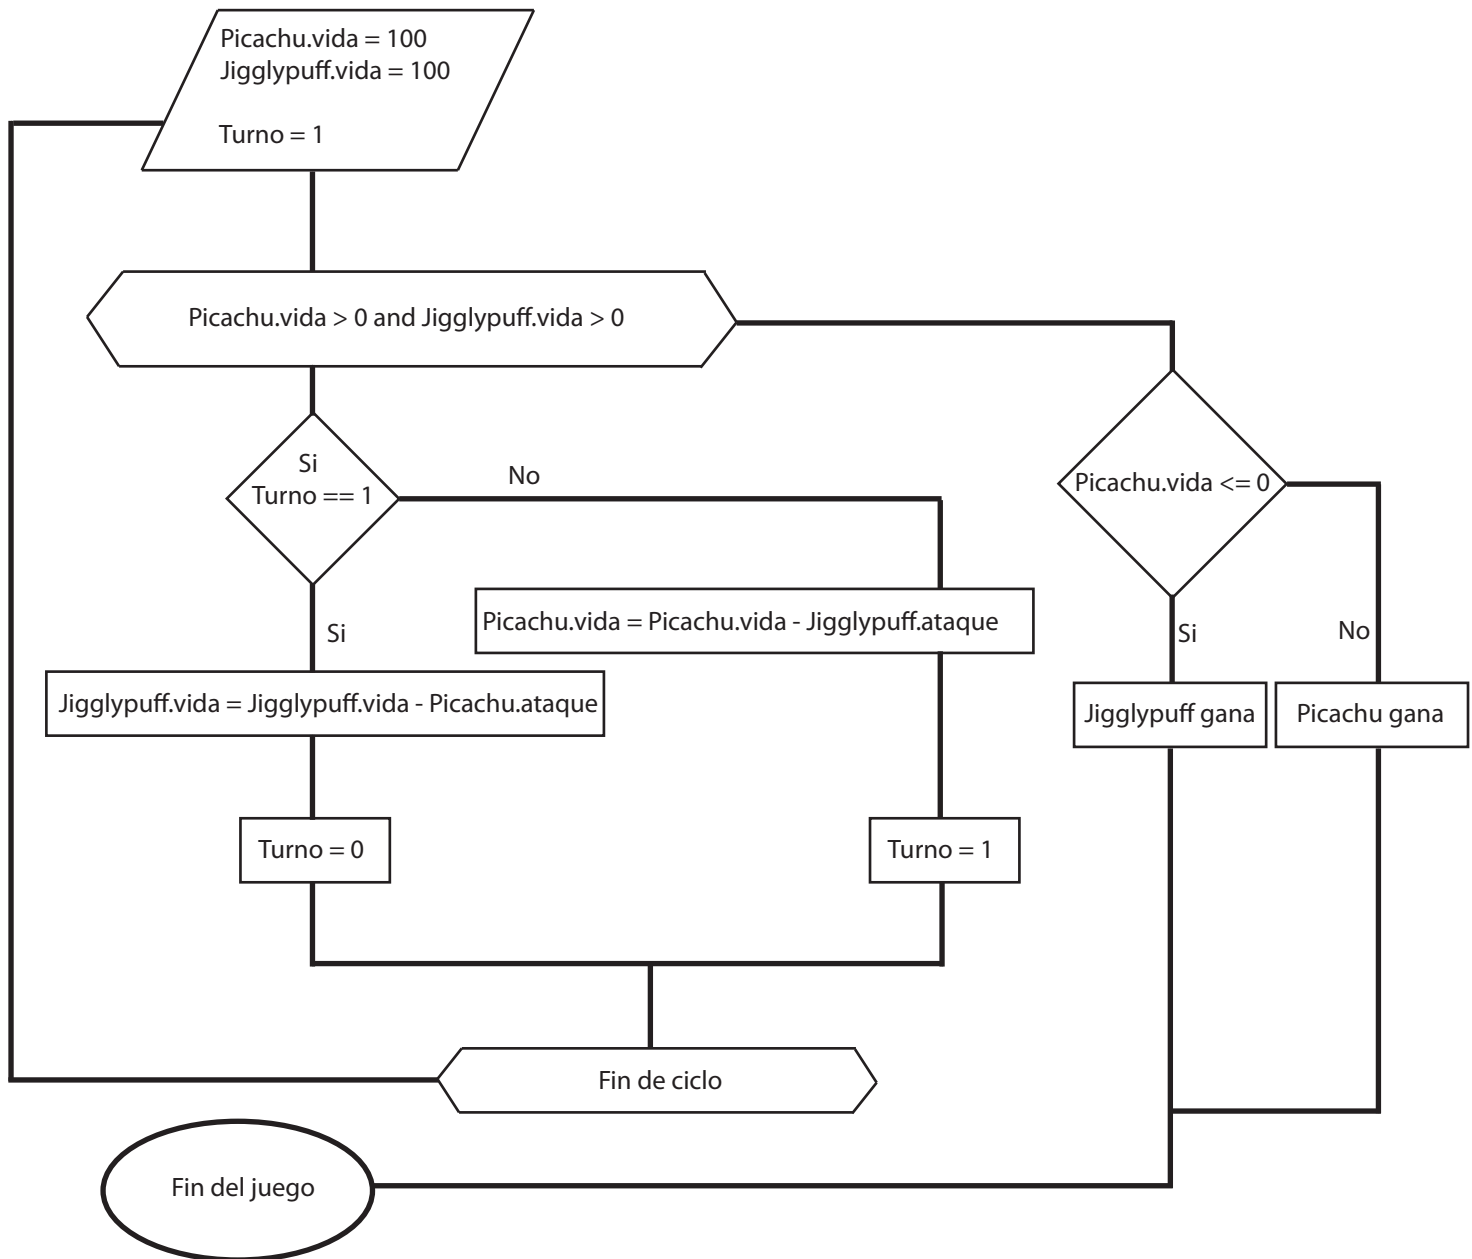 Picachu.vida = 100
Jigglypuff.vida = 100
Turno = 1
Picachu.vida > 0 and Jigglypuff.vida > 0
Si
Turno == 1
No
Picachu.vida <= 0
Picachu.vida = Picachu.vida - Jigglypuff.ataque
Si
Si
No
Jigglypuff.vida = Jigglypuff.vida - Picachu.ataque
Jigglypuff gana
Picachu gana
Turno = 0
Turno = 1
Fin de ciclo
Fin del juego